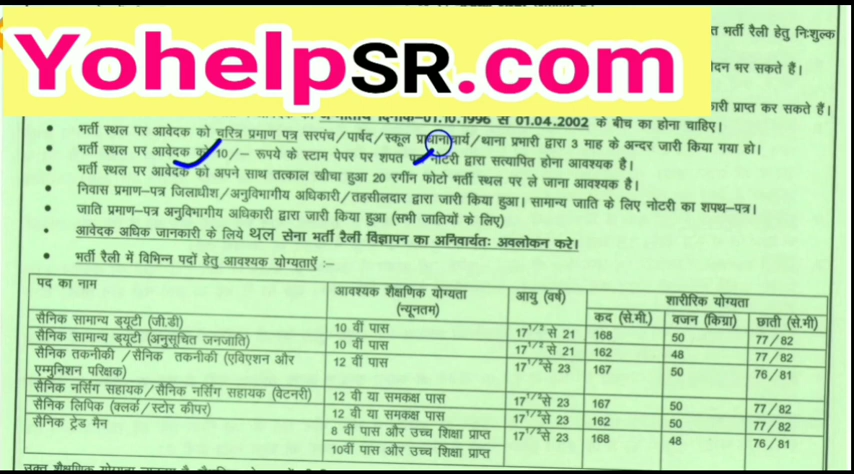 त भर्ती रैली हेतु निःशुल्क
YohelpSR.com
दन भर सकते हैं।
ारी प्राप्त कर सकते हैं।
दिनांक-01.10.1996 से 01.04.2002 के बीच का होना चाहिए।
• भर्ती स्थल पर आवेदक को चरित्र प्रमाण पत्र सरपंच/पार्षद/स्कूल प्राधानाचार्य/थाना प्रभारी द्वारा 3 माह के अन्दर जारी किया गया हो।
• भर्ती स्थल पर आवेदक को 10/– रूपये के स्टाम पेपर पर शपत नोटरी द्वारा सत्यापित होना आवश्यक है।
• भर्ती स्थल पर आवेदक को अपने साथ तत्काल खीचा हुआ 20 रगींन फोटो भर्ती स्थल पर ले जाना आवश्यक है।
• निवास प्रमाण–पत्र जिलाधीश/अनुविभागीय अधिकारी/तहसीलदार द्वारा जारी किया हुआ। सामान्य जाति के लिए नोटरी का शपथ–पत्र।
• जाति प्रमाण–पत्र अनुविभागीय अधिकारी द्वारा जारी किया हुआ (सभी जातियों के लिए)
• आवेदक अधिक जानकारी के लिये थल सेना भर्ती रैली विज्ञापन का अनिवार्यतः अवलोकन करे।
• भर्ती रैली में विभिन्न पदों हेतु आवश्यक योग्यताऐं :–
पद का नाम आवश्यक शैक्षणिक योग्यता (न्यूनतम) आयु (वर्ष) शारीरिक योग्यता
कद (से.मी.) वजन (किग्रा) छाती (से.मी)
सैनिक सामान्य ड्यूटी (जी.डी) 10 वीं पास 17 1/2 से 21 168 50 77/82
सैनिक सामान्य ड्यूटी (अनुसूचित जनजाति) 10 वीं पास 17 1/2 से 21 162 48 77/82
सैनिक तकनीकी /सैनिक तकनीकी (एविएशन और 12 वीं पास 17 1/2 से 23 167 50 76/81
एम्मुनिशन परिक्षक)
सैनिक नर्सिग सहायक/सैनिक नर्सिग सहायक (वेटनरी) 12 वी या समकक्ष पास 17 1/2 से 23 167 50 77/82
सैनिक लिपिक (क्लर्क/स्टोर कीपर) 12 वी या समकक्ष पास 17 1/2 से 23 162 50 77/82
सैनिक ट्रेड मैन 8 वीं पास और उच्च शिक्षा प्राप्त 17 1/2 से 23 168 48 76/81
10वीं पास और उच्च शिक्षा प्राप्त